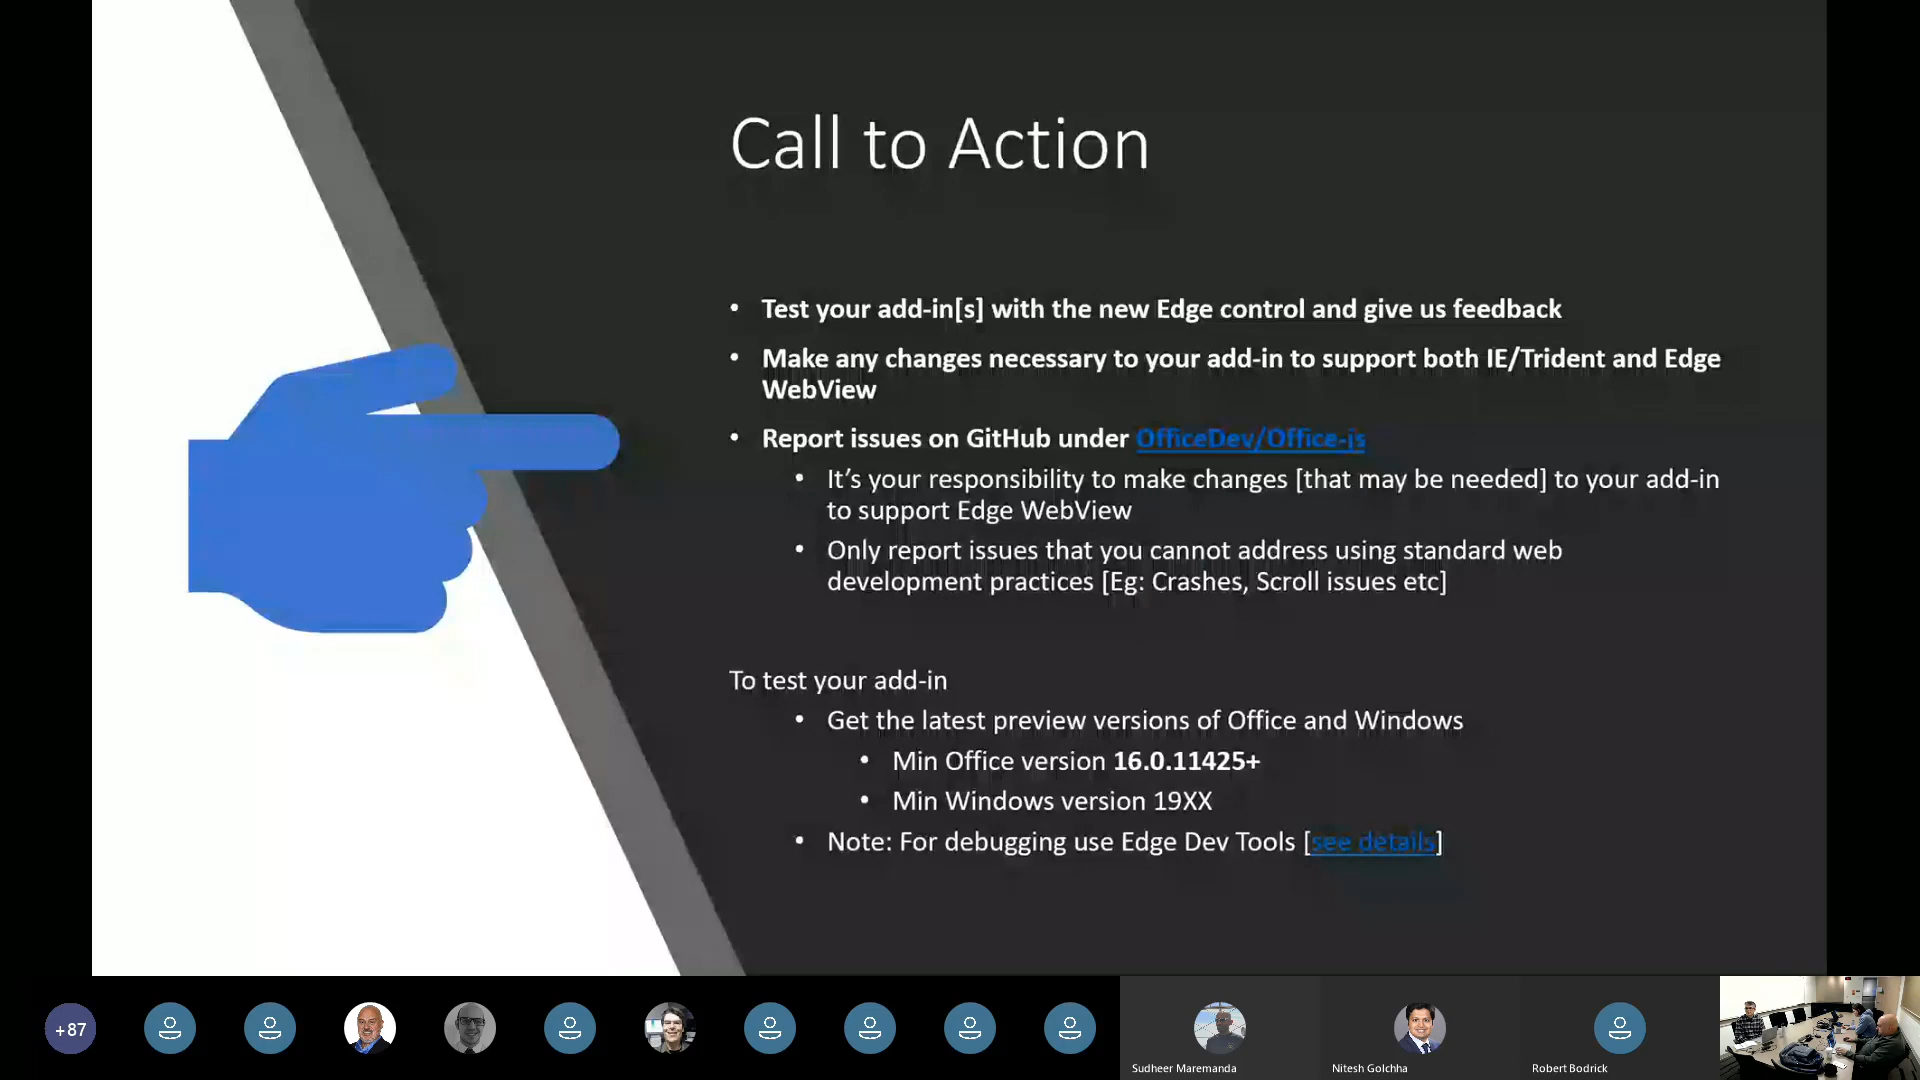 Call to Action
• Test your add-in[s] with the new Edge control and give us feedback
• Make any changes necessary to your add-in to support both IE/Trident and Edge
WebView
• Report issues on GitHub under OfficeDev/Office-js
• It’s your responsibility to make changes [that may be needed] to your add-in
to support Edge WebView
• Only report issues that you cannot address using standard web
development practices [Eg: Crashes, Scroll issues etc]
To test your add-in
• Get the latest preview versions of Office and Windows
• Min Office version 16.0.11425+
• Min Windows version 19XX
• Note: For debugging use Edge Dev Tools [see details]
+87
Sudheer Maremanda
Nitesh Golchha
Robert Bodrick